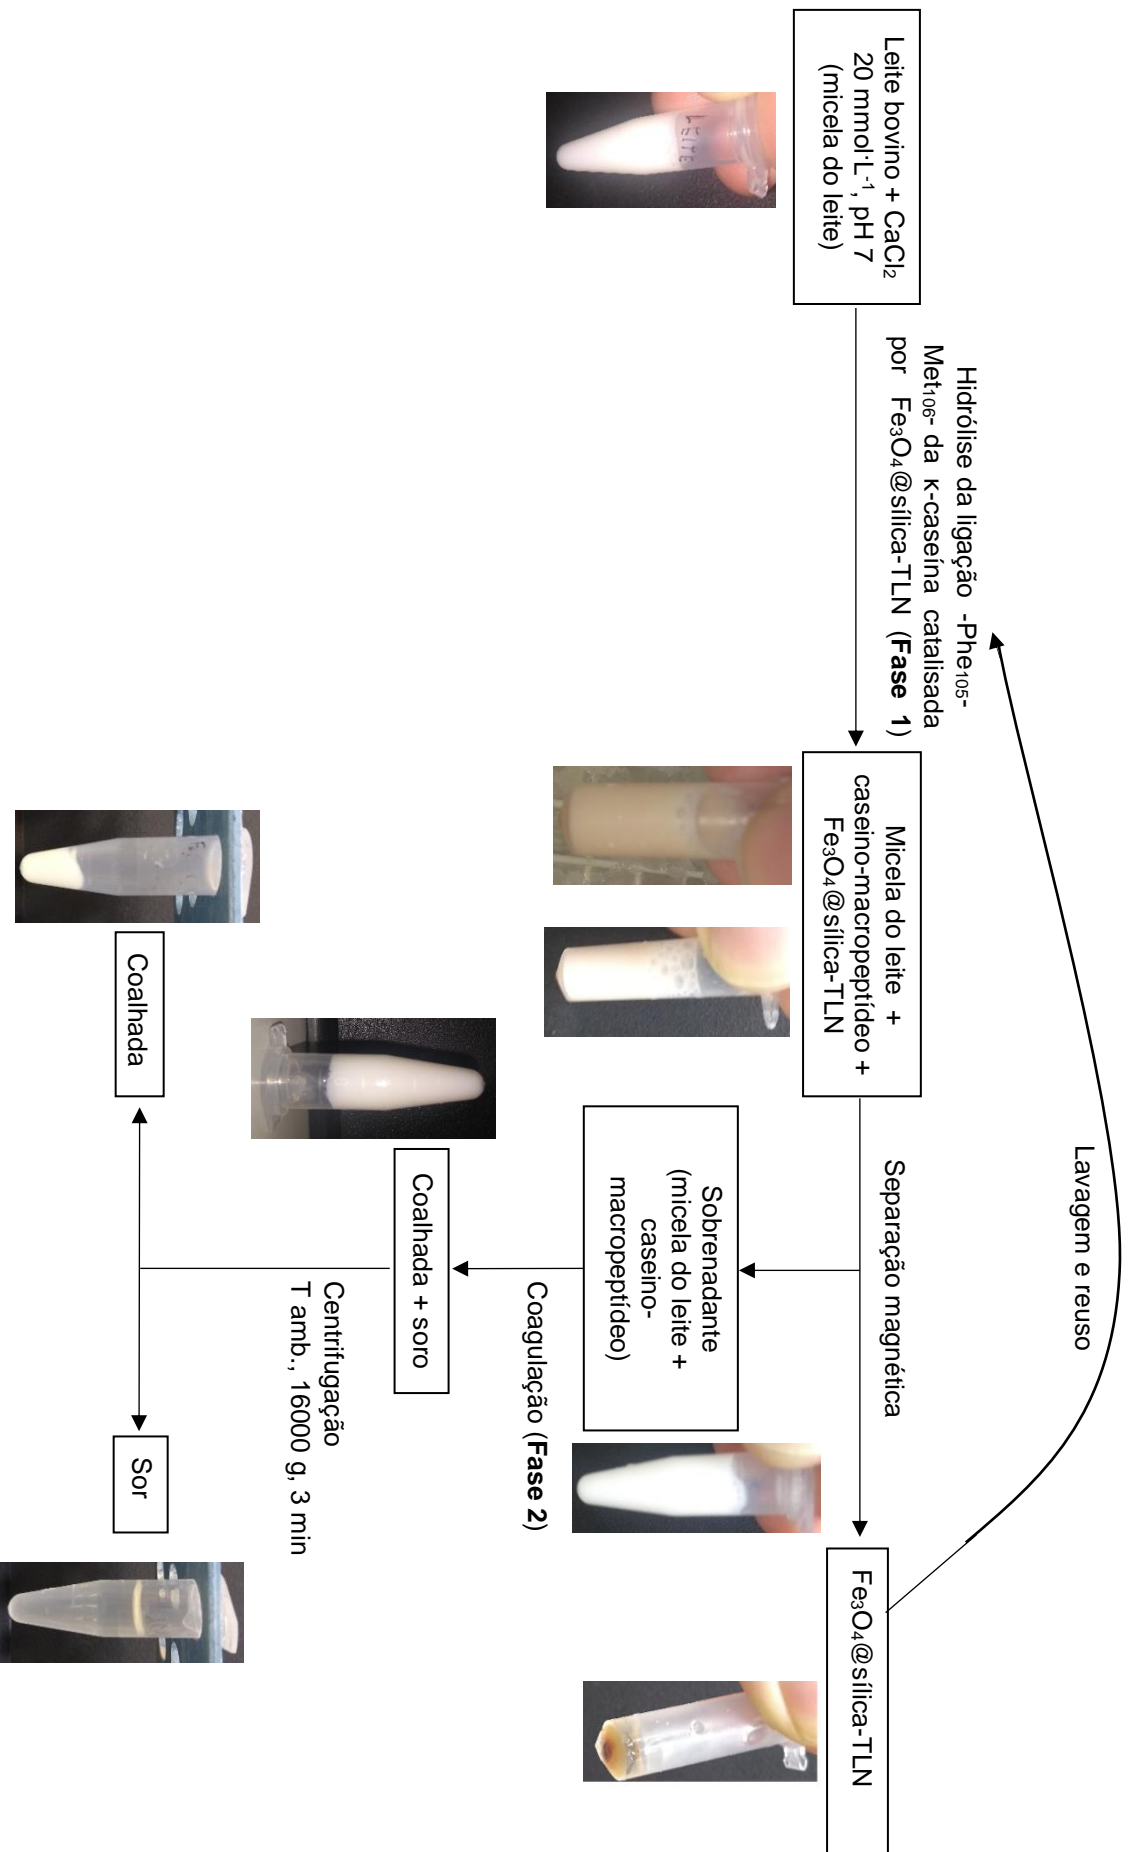 Leite bovino + CaCl₂
20 mmol·L⁻¹, pH 7
(micela do leite)
LEITE
Hidrólise da ligação -Phe₁₀₅-
Met₁₀₆- da κ-caseína catalisada
por Fe₃O₄@sílica-TLN (Fase 1)
Micela do leite +
caseino-macropeptídeo +
Fe₃O₄@sílica-TLN
Lavagem e reuso
Separação magnética
Fe₃O₄@sílica-TLN
Sobrenadante
(micela do leite +
caseino-
macropeptídeo)
Coagulação (Fase 2)
Coalhada + soro
Centrifugação
T amb., 16000 g, 3 min
Coalhada
Sor